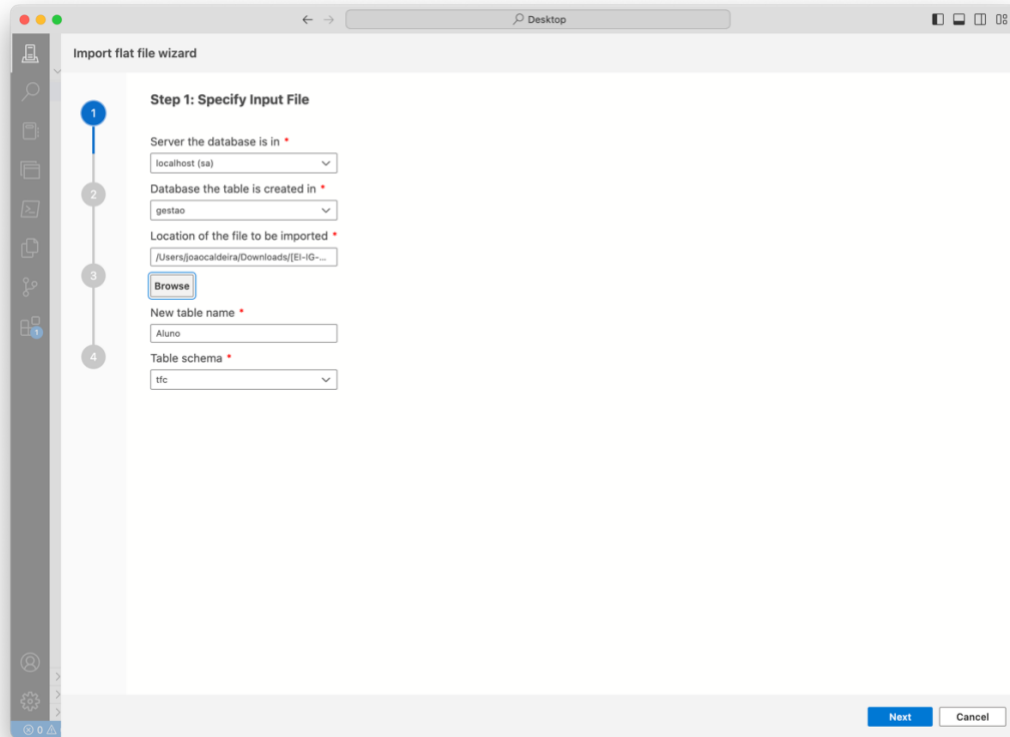 Desktop
Import flat file wizard
Step 1: Specify Input File
1
Server the database is in *
localhost (sa)
Database the table is created in *
2
gestao
Location of the file to be imported *
/Users/joaocaldeira/Downloads/[EI-IG-...
3
Browse
New table name *
1
Aluno
4
Table schema *
tfc
Next
Cancel
0